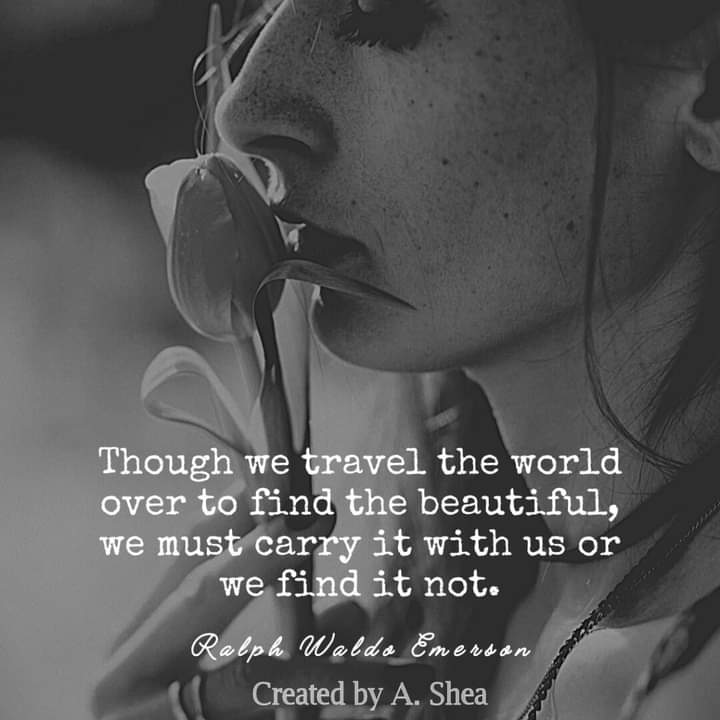 Though we travel the world
over to find the beautiful,
we must carry it with us or
we find it not.
Ralph Waldo Emerson
Created by A. Shea